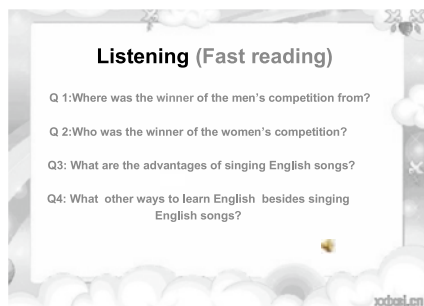 Listening (Fast reading)
Q 1:Where was the winner of the men's competition from?
Q 2:Who was the winner of the women's competition?
Q3: What are the advantages of singing English songs?
Q4: What other ways to learn English besides singing
English songs?